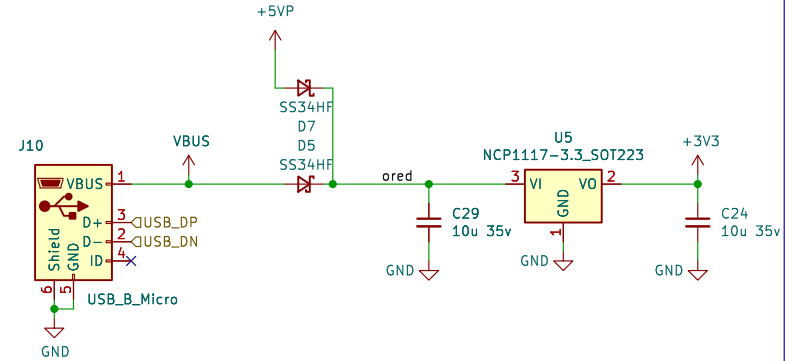 +5VP
SS34HF
D7
D5
SS34HF
J10
VBUS
VBUS
1
D+
3
USB_DP
D-
2
USB_DN
ID
4
Shield
GND
6
5
USB_B_Micro
GND
ored
C29
10u 35v
GND
U5
NCP1117-3.3_SOT223
3
VI
VO
2
GND
1
GND
+3V3
C24
10u 35v
GND